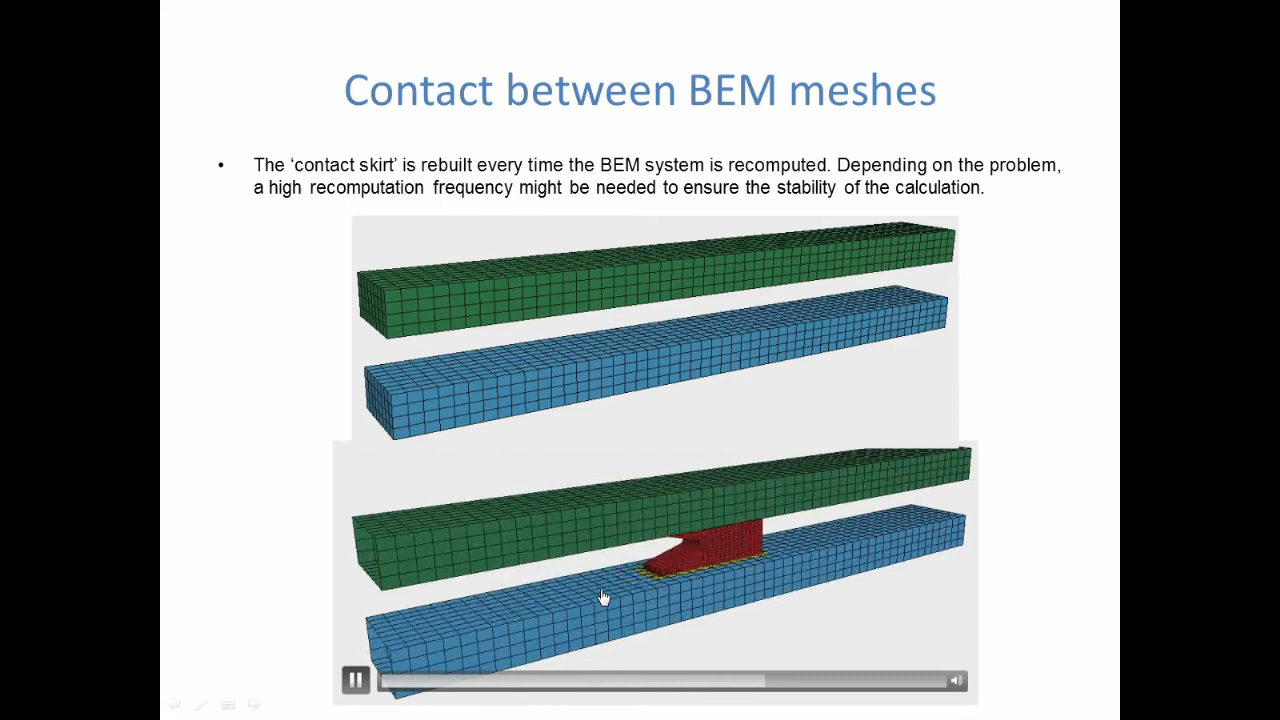 Contact between BEM meshes
• The ‘contact skirt’ is rebuilt every time the BEM system is recomputed. Depending on the problem,
a high recomputation frequency might be needed to ensure the stability of the calculation.